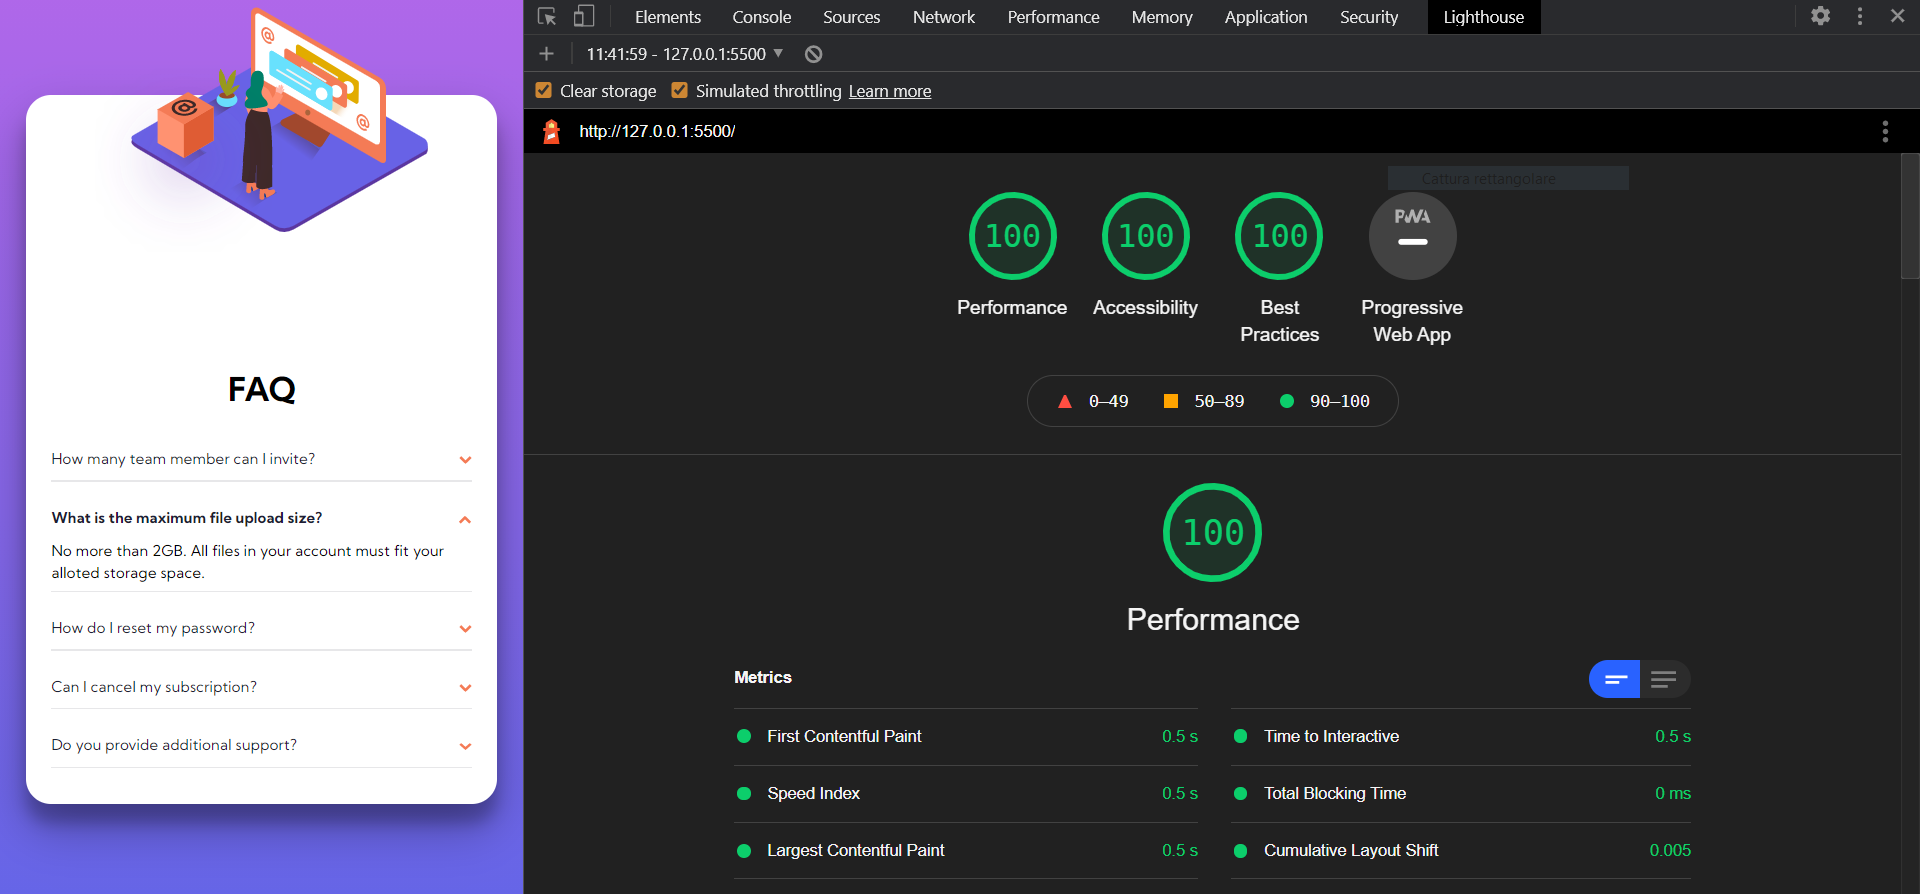 @
@
@
FAQ
How many team member can I invite?
What is the maximum file upload size?
No more than 2GB. All files in your account must fit your
alloted storage space.
How do I reset my password?
Can I cancel my subscription?
Do you provide additional support?
Elements Console Sources Network Performance Memory Application Security Lighthouse
11:41:59 - 127.0.0.1:5500
Clear storage Simulated throttling Learn more
http://127.0.0.1:5500/
Cattura rettangolare
100 100 100 PWA
Performance Accessibility Best Practices Progressive Web App
0–49 50–89 90–100
100
Performance
Metrics
First Contentful Paint 0.5 s Time to Interactive 0.5 s
Speed Index 0.5 s Total Blocking Time 0 ms
Largest Contentful Paint 0.5 s Cumulative Layout Shift 0.005